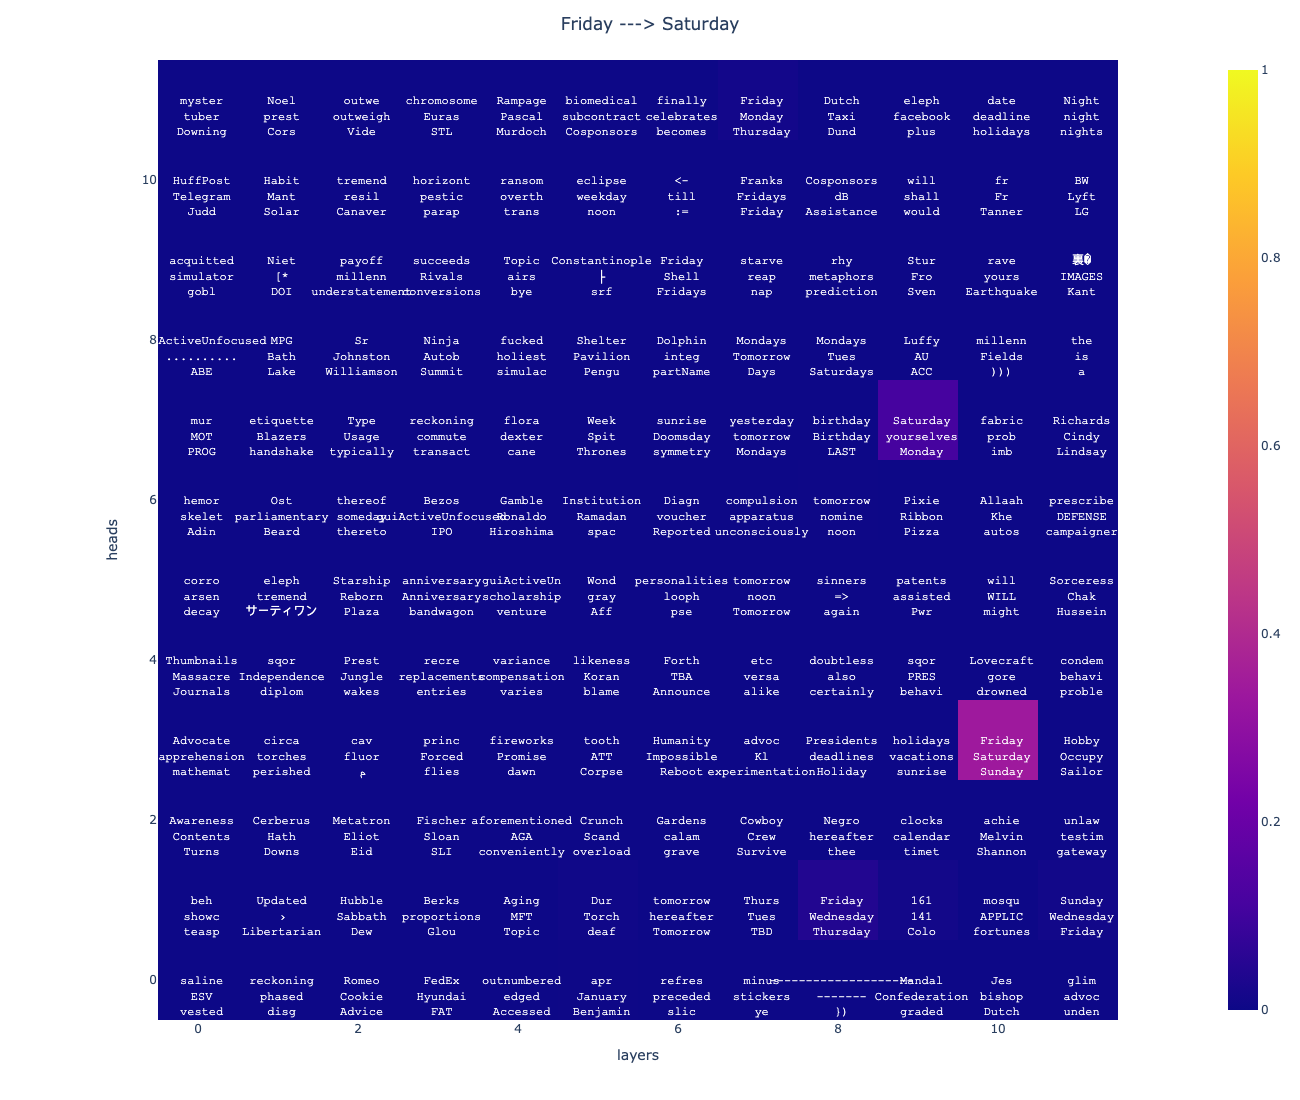 Friday ---> Saturday
1
myster Noel outwe chromosome Rampage biomedical finally Friday Dutch eleph date Night
tuber prest outweigh Euras Pascal subcontract celebrates Monday Taxi facebook deadline night
Downing Cors Vide STL Murdoch Cosponsors becomes Thursday Dund plus holidays nights
10 HuffPost Habit tremend horizont ransom eclipse <- Franks Cosponsors will fr BW
Telegram Mant resil pestic overth weekday till Fridays dB shall Fr Lyft
Judd Solar Canaver parap trans noon := Friday Assistance would Tanner LG
acquitted Niet payoff succeeds Topic Constantinople Friday starve rhy Stur rave 裏�
0.8
simulator [* millenn Rivals airs ├ Shell reap metaphors Fro yours IMAGES
gobl DOI understatement conversions bye srf Fridays nap prediction Sven Earthquake Kant
8 ActiveUnfocused MPG Sr Ninja fucked Shelter Dolphin Mondays Mondays Luffy millenn the
.......... Bath Johnston Autob holiest Pavilion integ Tomorrow Tues AU Fields is
ABE Lake Williamson Summit simulac Pengu partName Days Saturdays ACC ))) a
mur etiquette Type reckoning flora Week sunrise yesterday birthday Saturday fabric Richards
MOT Blazers Usage commute dexter Spit Doomsday tomorrow Birthday yourselves prob Cindy
0.6
PROG handshake typically transact cane Thrones symmetry Mondays LAST Monday imb Lindsay
6 hemor Ost thereof Bezos Gamble Institution Diagn compulsion tomorrow Pixie Allaah prescribe
skelet parliamentary someday guiActiveUnfocused Ronaldo Ramadan voucher apparatus nomine Ribbon Khe DEFENSE
Adin Beard thereto IPO Hiroshima spac Reported unconsciously noon Pizza autos campaigner
heads
corro eleph Starship anniversary guiActiveUn Wond personalities tomorrow sinners patents will Sorceress
arsen tremend Reborn Anniversary scholarship gray looph noon => assisted WILL Chak
decay サーティワン Plaza bandwagon venture Aff pse Tomorrow again Pwr might Hussein
0.4
4 Thumbnails sqor Prest recre variance likeness Forth etc doubtless sqor Lovecraft condem
Massacre Independence Jungle replacements compensation Koran TBA versa also PRES gore behavi
Journals diplom wakes entries varies blame Announce alike certainly behavi drowned proble
Advocate circa cav princ fireworks tooth Humanity advoc Presidents holidays Friday Hobby
apprehension torches fluor Forced Promise ATT Impossible Kl deadlines vacations Saturday Occupy
mathemat perished م flies dawn Corpse Reboot experimentation Holiday sunrise Sunday Sailor
2 Awareness Cerberus Metatron Fischer aforementioned Crunch Gardens Cowboy Negro clocks achie unlaw
0.2
Contents Hath Eliot Sloan AGA Scand calam Crew hereafter calendar Melvin testim
Turns Downs Eid SLI conveniently overload grave Survive thee timet Shannon gateway
beh Updated Hubble Berks Aging Dur tomorrow Thurs Friday 161 mosqu Sunday
showc › Sabbath proportions MFT Torch hereafter Tues Wednesday 141 APPLIC Wednesday
teasp Libertarian Dew Glou Topic deaf Tomorrow TBD Thursday Colo fortunes Friday
0 saline reckoning Romeo FedEx outnumbered apr refres minus -------------------- Mandal Jes glim
ESV phased Cookie Hyundai edged January preceded stickers ------- Confederation bishop advoc
0
vested disg Advice FAT Accessed Benjamin slic ye }) graded Dutch unden
0 2 4 6 8 10
layers